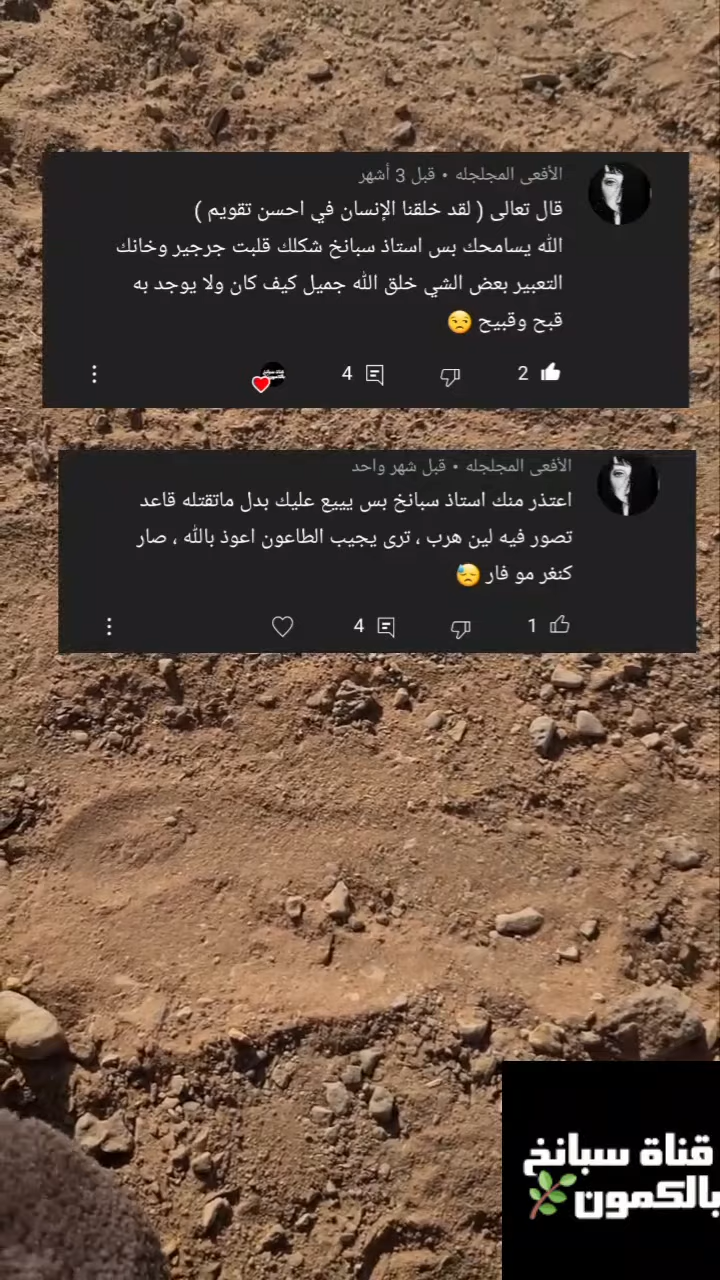 الأفعى المجلجله • قبل 3 أشهر
قال تعالى ( لقد خلقنا الإنسان في احسن تقويم )
الله يسامحك بس استاذ سبانخ شكلك قلبت جرجير وخانك
التعبير بعض الشي خلق الله جميل كيف كان ولا يوجد به
قبح وقبيح 😒
2 4
الأفعى المجلجله • قبل شهر واحد
اعتذر منك استاذ سبانخ بس يييع عليك بدل ماتقتله قاعد
تصور فيه لين هرب ، ترى يجيب الطاعون اعوذ بالله ، صار
كنغر مو فار 😓
1 4
قناة سبانخ
بالكمون🌿